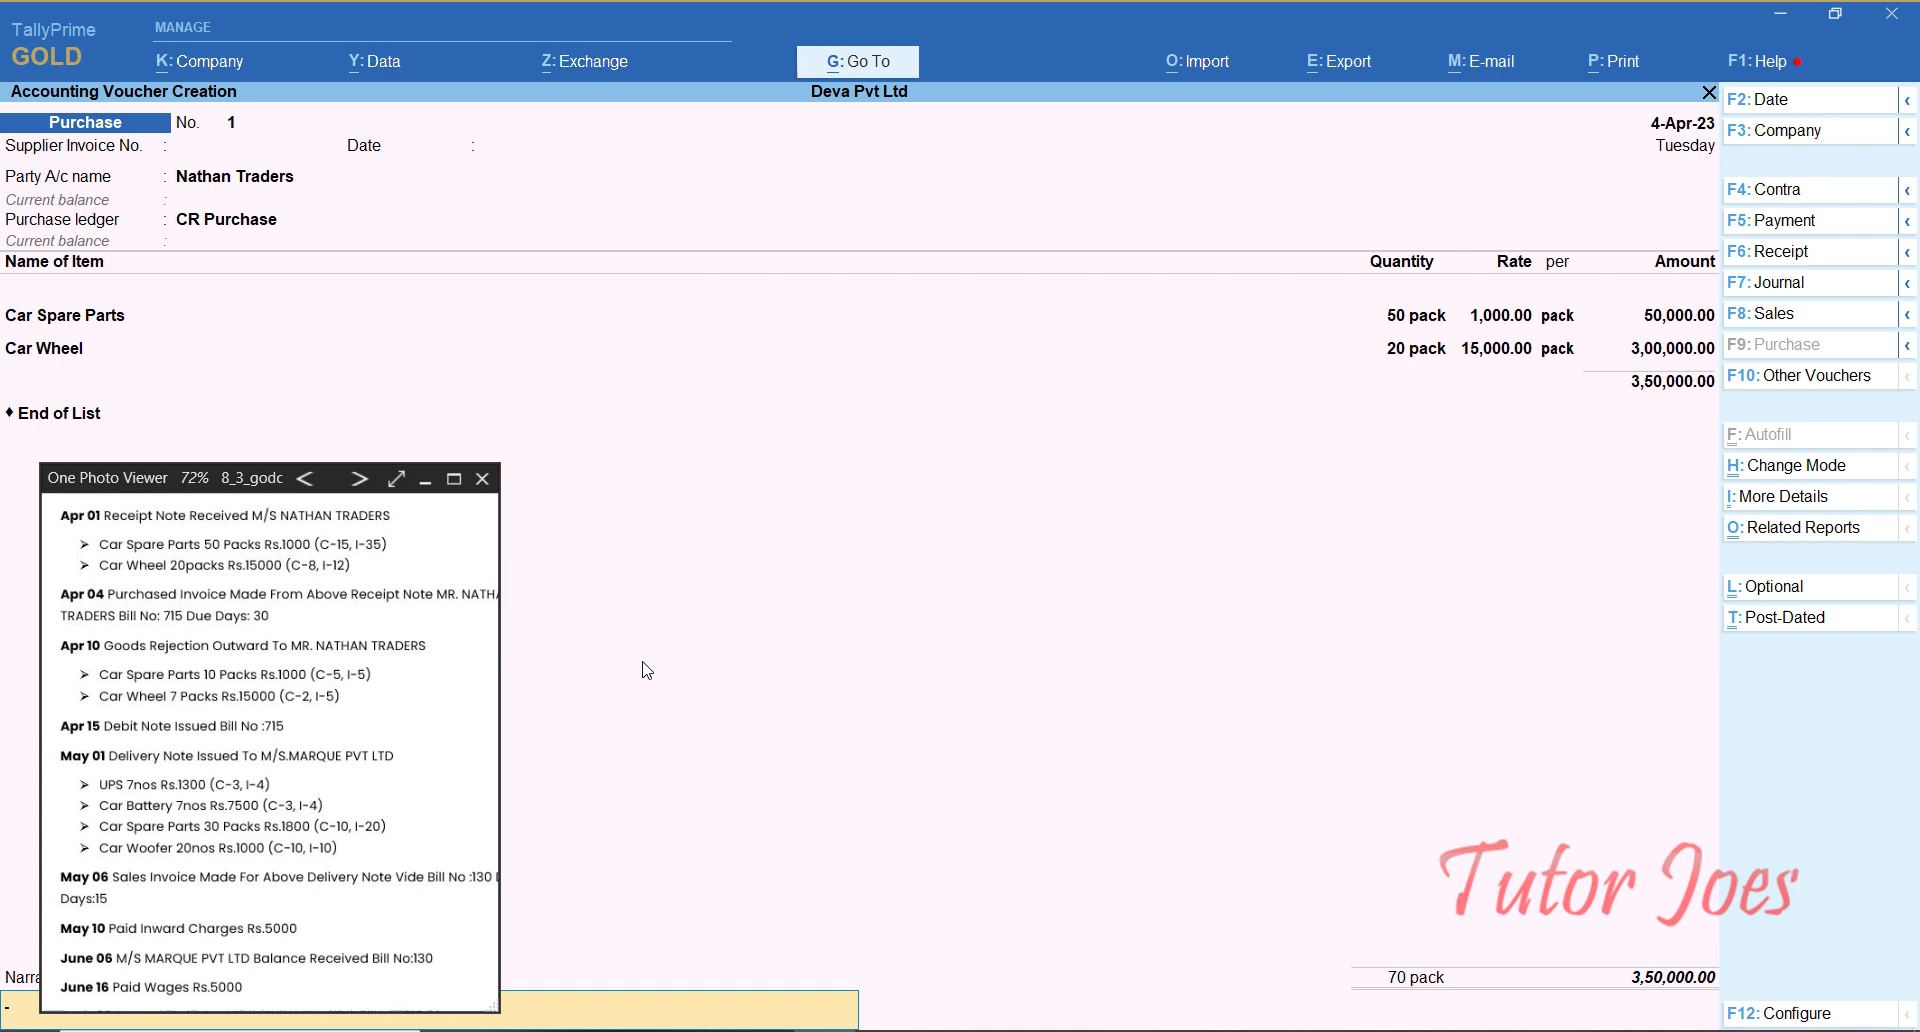 TallyPrime
GOLD
MANAGE
K: Company
Y: Data
Z: Exchange
G: Go To
O: Import
E: Export
M: E-mail
P: Print
F1: Help
Accounting Voucher Creation
Deva Pvt Ltd
Purchase No. 1
4-Apr-23
Supplier Invoice No. :
Date :
Tuesday
Party A/c name : Nathan Traders
Current balance :
Purchase ledger : CR Purchase
Current balance :
Name of Item Quantity Rate per Amount
Car Spare Parts 50 pack 1,000.00 pack 50,000.00
Car Wheel 20 pack 15,000.00 pack 3,00,000.00
3,50,000.00
♦ End of List
One Photo Viewer 72% 8_3_godc
Apr 01 Receipt Note Received M/S NATHAN TRADERS
➢ Car Spare Parts 50 Packs Rs.1000 (C-15, I-35)
➢ Car Wheel 20packs Rs.15000 (C-8, I-12)
Apr 04 Purchased Invoice Made From Above Receipt Note MR. NATHA
TRADERS Bill No: 715 Due Days: 30
Apr 10 Goods Rejection Outward To MR. NATHAN TRADERS
➢ Car Spare Parts 10 Packs Rs.1000 (C-5, I-5)
➢ Car Wheel 7 Packs Rs.15000 (C-2, I-5)
Apr 15 Debit Note Issued Bill No :715
May 01 Delivery Note Issued To M/S.MARQUE PVT LTD
➢ UPS 7nos Rs.1300 (C-3, I-4)
➢ Car Battery 7nos Rs.7500 (C-3, I-4)
➢ Car Spare Parts 30 Packs Rs.1800 (C-10, I-20)
➢ Car Woofer 20nos Rs.1000 (C-10, I-10)
May 06 Sales Invoice Made For Above Delivery Note Vide Bill No :130
Days:15
May 10 Paid Inward Charges Rs.5000
June 06 M/S MARQUE PVT LTD Balance Received Bill No:130
June 16 Paid Wages Rs.5000
Narra
70 pack 3,50,000.00
Tutor Joes
F2: Date
F3: Company
F4: Contra
F5: Payment
F6: Receipt
F7: Journal
F8: Sales
F9: Purchase
F10: Other Vouchers
F: Autofill
H: Change Mode
I: More Details
O: Related Reports
L: Optional
T: Post-Dated
F12: Configure